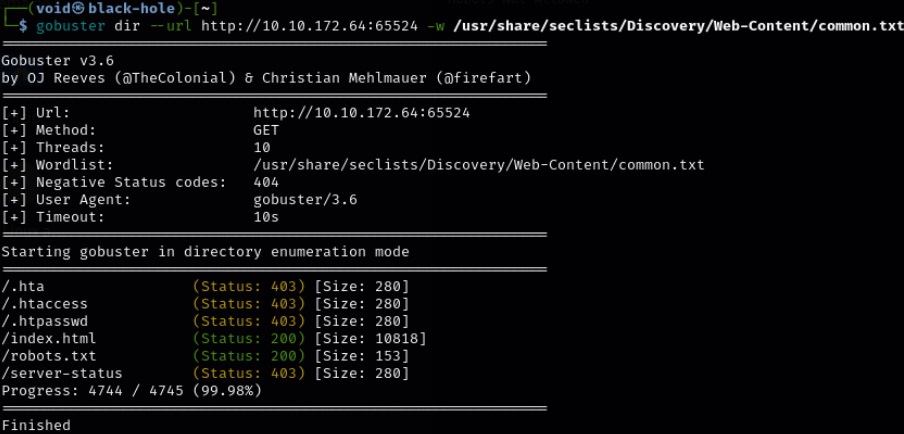 ┌──(void㉿black-hole)-[~]
└─$ gobuster dir --url http://10.10.172.64:65524 -w /usr/share/seclists/Discovery/Web-Content/common.txt
===============================================================
Gobuster v3.6
by OJ Reeves (@TheColonial) & Christian Mehlmauer (@firefart)
===============================================================
[+] Url:                     http://10.10.172.64:65524
[+] Method:                  GET
[+] Threads:                 10
[+] Wordlist:                /usr/share/seclists/Discovery/Web-Content/common.txt
[+] Negative Status codes:   404
[+] User Agent:              gobuster/3.6
[+] Timeout:                 10s
===============================================================
Starting gobuster in directory enumeration mode
===============================================================
/.hta                 (Status: 403) [Size: 280]
/.htaccess            (Status: 403) [Size: 280]
/.htpasswd            (Status: 403) [Size: 280]
/index.html           (Status: 200) [Size: 10818]
/robots.txt           (Status: 200) [Size: 153]
/server-status        (Status: 403) [Size: 280]
Progress: 4744 / 4745 (99.98%)
===============================================================
Finished